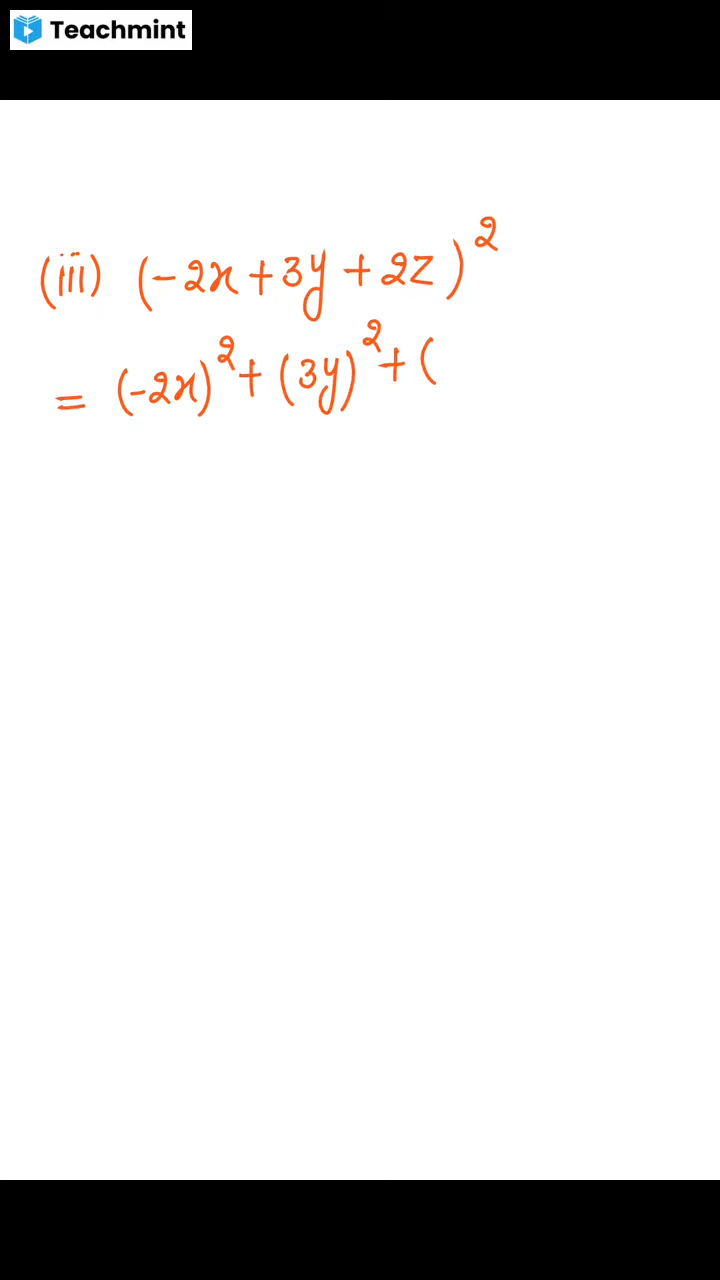 Teachmint
(iii) (-2x+3y+2z)²
= (-2x)²+(3y)²+(